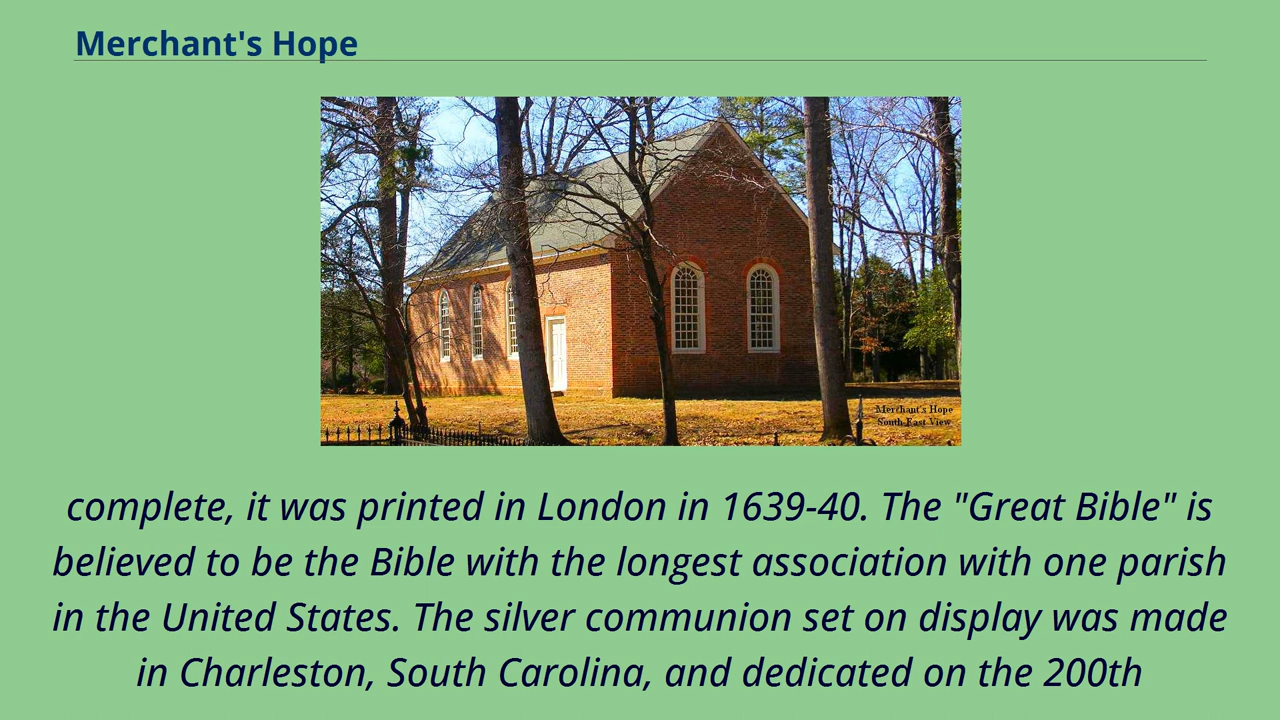 Merchant's Hope
Merchant's Hope
South East View
complete, it was printed in London in 1639-40. The "Great Bible" is
believed to be the Bible with the longest association with one parish
in the United States. The silver communion set on display was made
in Charleston, South Carolina, and dedicated on the 200th